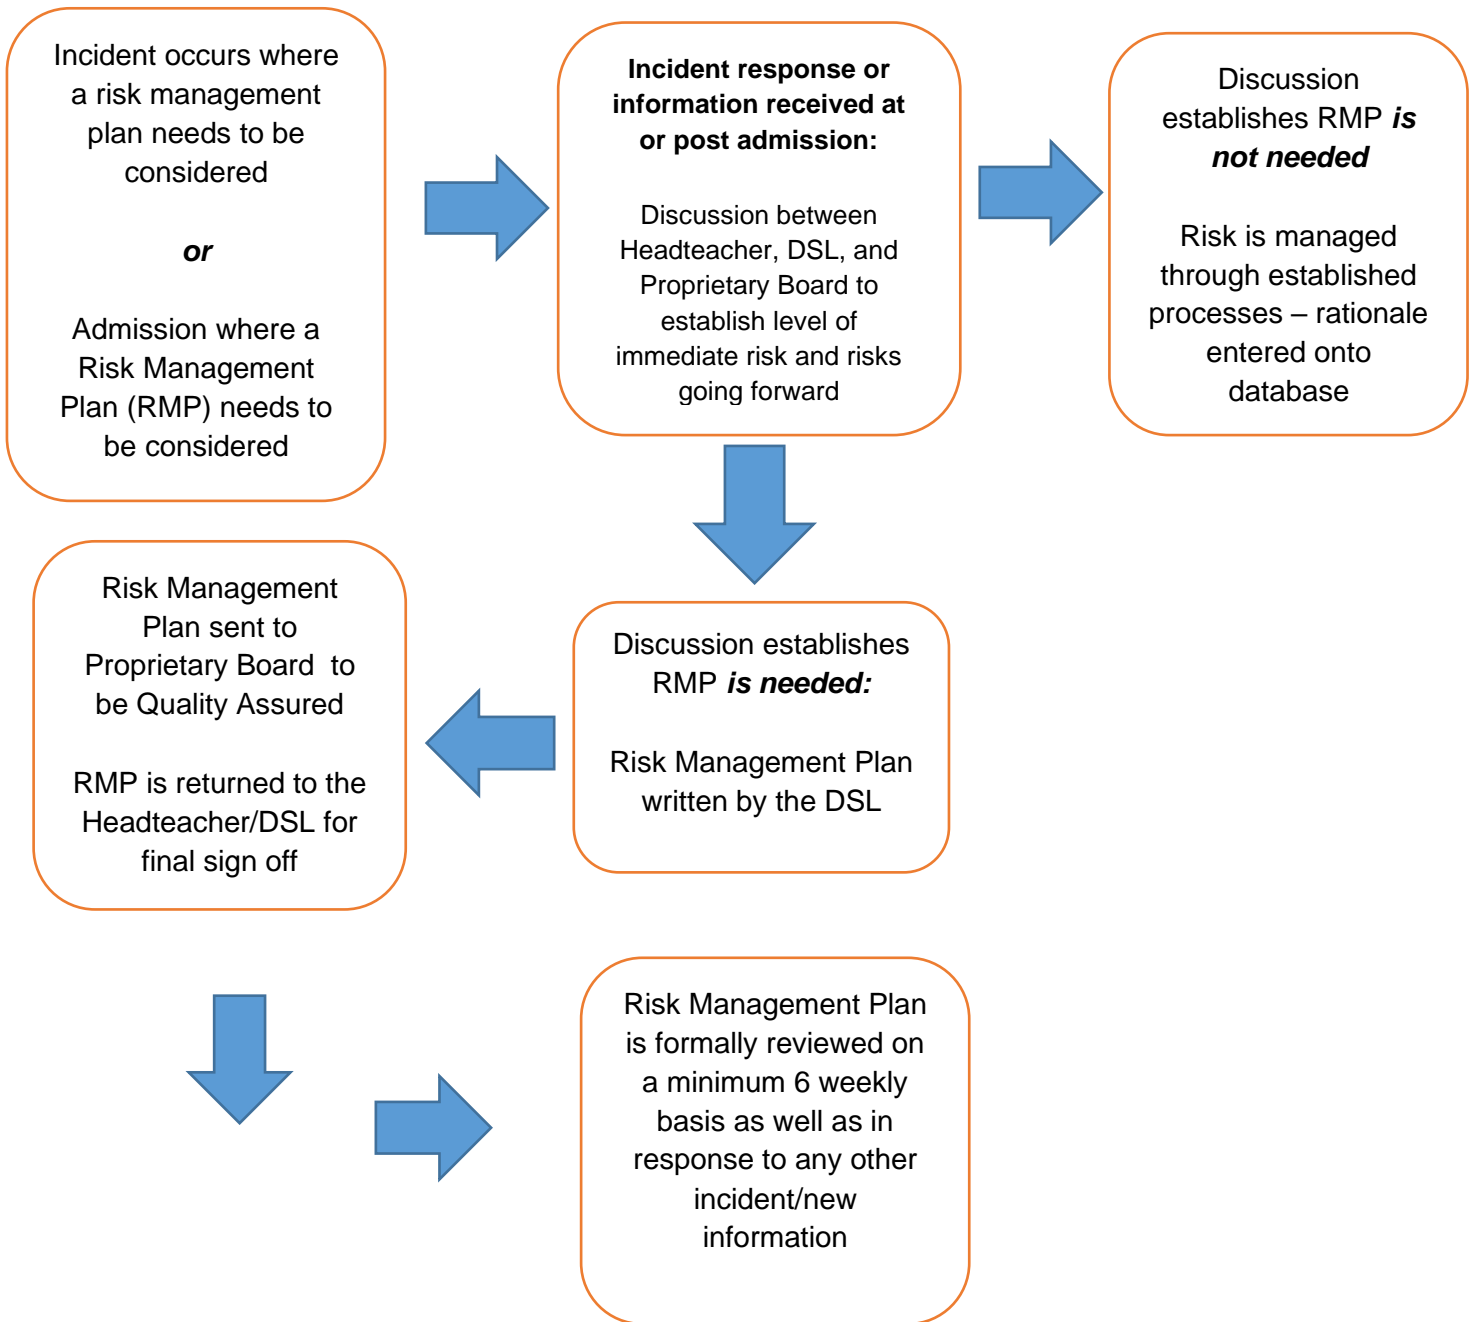 Incident occurs where
a risk management
plan needs to be
considered
or
Admission where a
Risk Management
Plan (RMP) needs to
be considered
Incident response or
information received at
or post admission:
Discussion between
Headteacher, DSL, and
Proprietary Board to
establish level of
immediate risk and risks
going forward
Discussion
establishes RMP is
not needed
Risk is managed
through established
processes – rationale
entered onto
database
Discussion establishes
RMP is needed:
Risk Management Plan
written by the DSL
Risk Management
Plan sent to
Proprietary Board to
be Quality Assured
RMP is returned to the
Headteacher/DSL for
final sign off
Risk Management Plan
is formally reviewed on
a minimum 6 weekly
basis as well as in
response to any other
incident/new
information